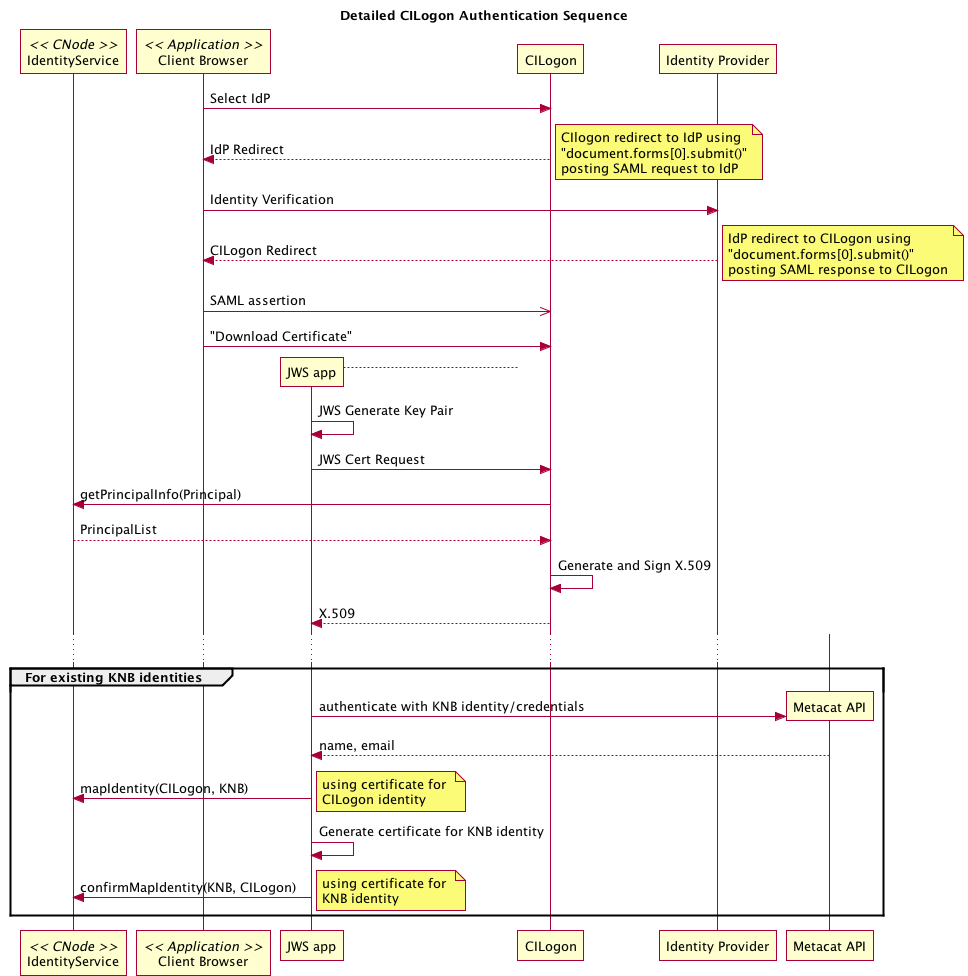 Detailed CILogon Authentication Sequence
<< CNode >>
IdentityService
<< Application >>
Client Browser
CILogon
Identity Provider
Select IdP
CIlogon redirect to IdP using
"document.forms[0].submit()"
posting SAML request to IdP
IdP Redirect
Identity Verification
IdP redirect to CILogon using
"document.forms[0].submit()"
posting SAML response to CILogon
CILogon Redirect
SAML assertion
"Download Certificate"
JWS app
JWS Generate Key Pair
JWS Cert Request
getPrincipalInfo(Principal)
PrincipalList
Generate and Sign X.509
X.509
For existing KNB identities
authenticate with KNB identity/credentials
Metacat API
name, email
mapIdentity(CILogon, KNB)
using certificate for
CILogon identity
Generate certificate for KNB identity
confirmMapIdentity(KNB, CILogon)
using certificate for
KNB identity
<< CNode >>
IdentityService
<< Application >>
Client Browser
JWS app
CILogon
Identity Provider
Metacat API